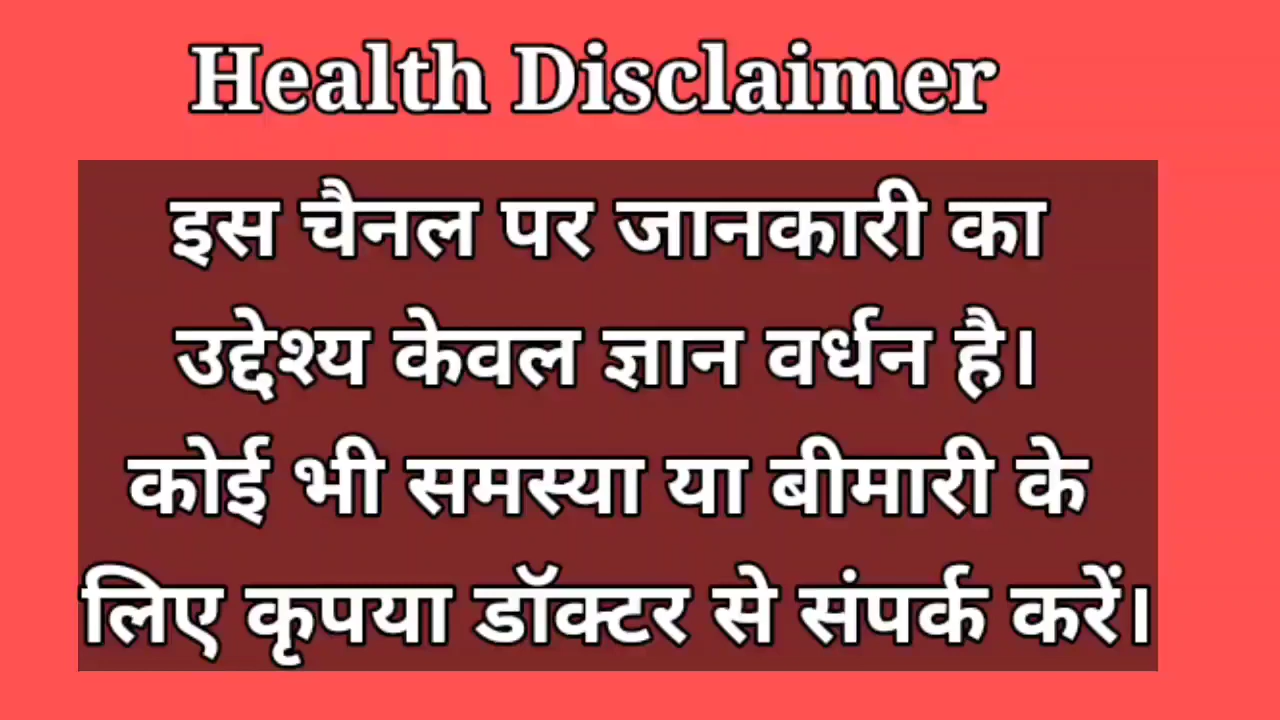 Health Disclaimer
इस चैनल पर जानकारी का
उद्देश्य केवल ज्ञान वर्धन है।
कोई भी समस्या या बीमारी के
लिए कृपया डॉक्टर से संपर्क करें।